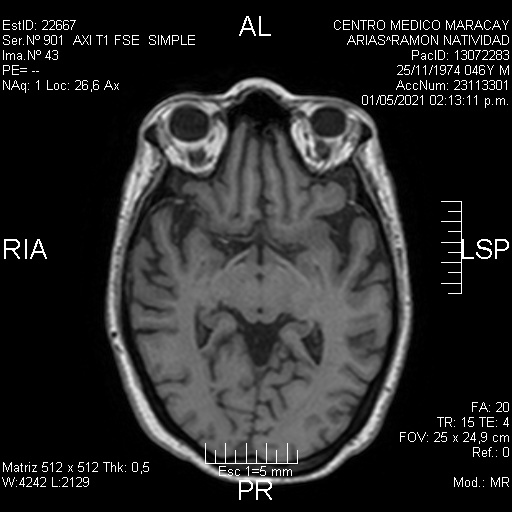 EstID: 22667
Ser.Nº 901 AXI T1 FSE SIMPLE
Ima.Nº 43
PE= --
NAq: 1 Loc: 26,6 Ax
AL
CENTRO MEDICO MARACAY
ARIAS^RAMON NATIVIDAD
PacID: 13072283
25/11/1974 046Y M
AccNum: 23113301
01/05/2021 02:13:11 p.m.
RIA
LSP
FA: 20
TR: 15 TE: 4
FOV: 25 x 24,9 cm
Ref.: 0
Mod.: MR
Matriz 512 x 512 Thk: 0,5
W:4242 L:2129
Esc 1=5 mm
PR